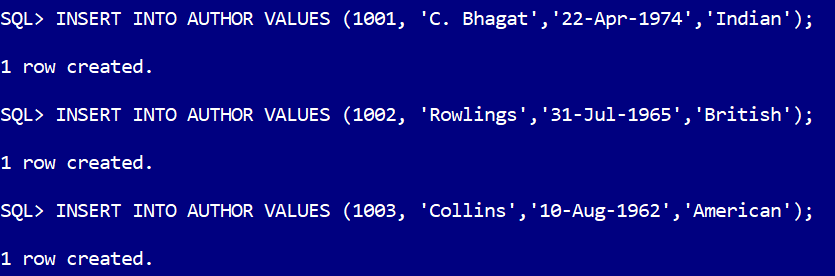 SQL> INSERT INTO AUTHOR VALUES (1001, 'C. Bhagat','22-Apr-1974','Indian');
1 row created.
SQL> INSERT INTO AUTHOR VALUES (1002, 'Rowlings','31-Jul-1965','British');
1 row created.
SQL> INSERT INTO AUTHOR VALUES (1003, 'Collins','10-Aug-1962','American');
1 row created.